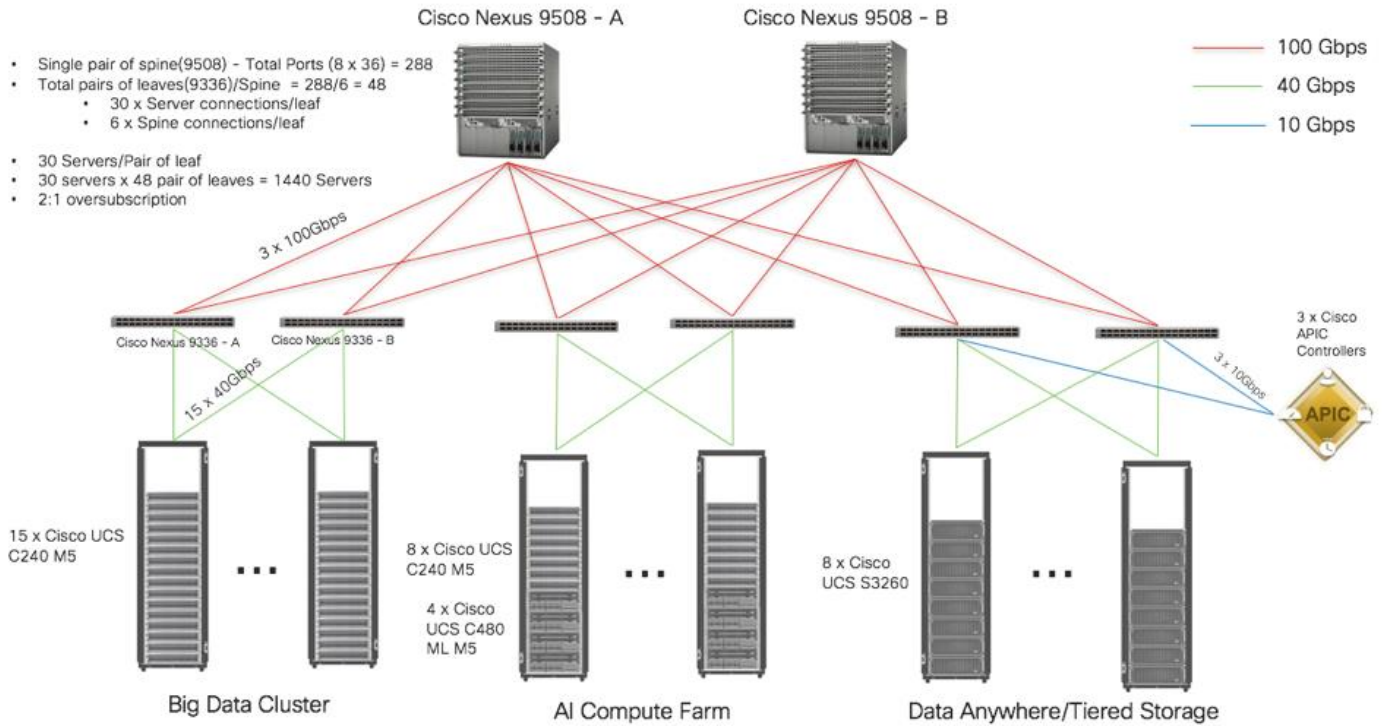 Cisco Nexus 9508 - A
Cisco Nexus 9508 - B
• Single pair of spine(9508) - Total Ports (8 x 36) = 288
• Total pairs of leaves(9336)/Spine = 288/6 = 48
• 30 x Server connections/leaf
• 6 x Spine connections/leaf
• 30 Servers/Pair of leaf
• 30 servers x 48 pair of leaves = 1440 Servers
• 2:1 oversubscription
100 Gbps
40 Gbps
10 Gbps
3 x 100Gbps
Cisco Nexus 9336 - A
Cisco Nexus 9336 - B
3 x Cisco
APIC
Controllers
3 x 10Gbps
APIC
15 x 40Gbps
15 x Cisco UCS
C240 M5
8 x Cisco UCS
C240 M5
4 x Cisco
UCS C480
ML M5
8 x Cisco
UCS S3260
Big Data Cluster
AI Compute Farm
Data Anywhere/Tiered Storage